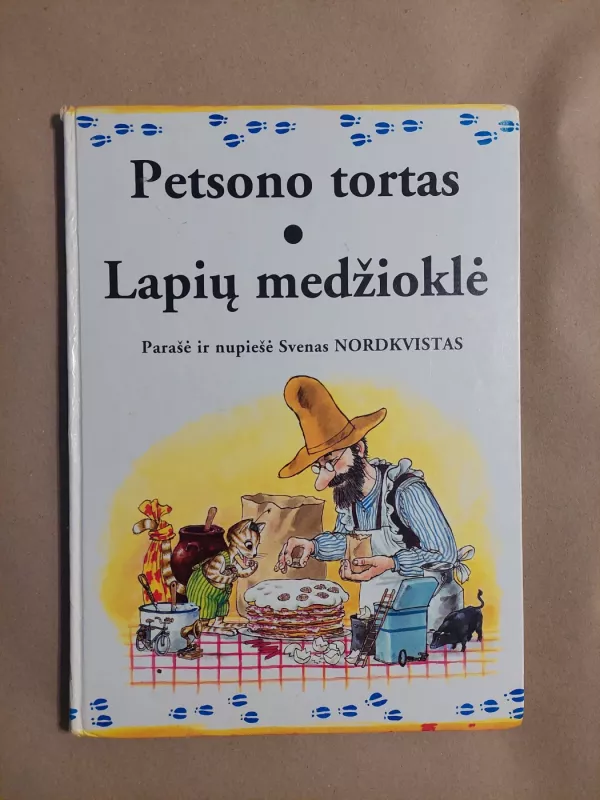 Petsono tortas
●
Lapių medžioklė
Parašė ir nupiešė Svenas NORDKVISTAS